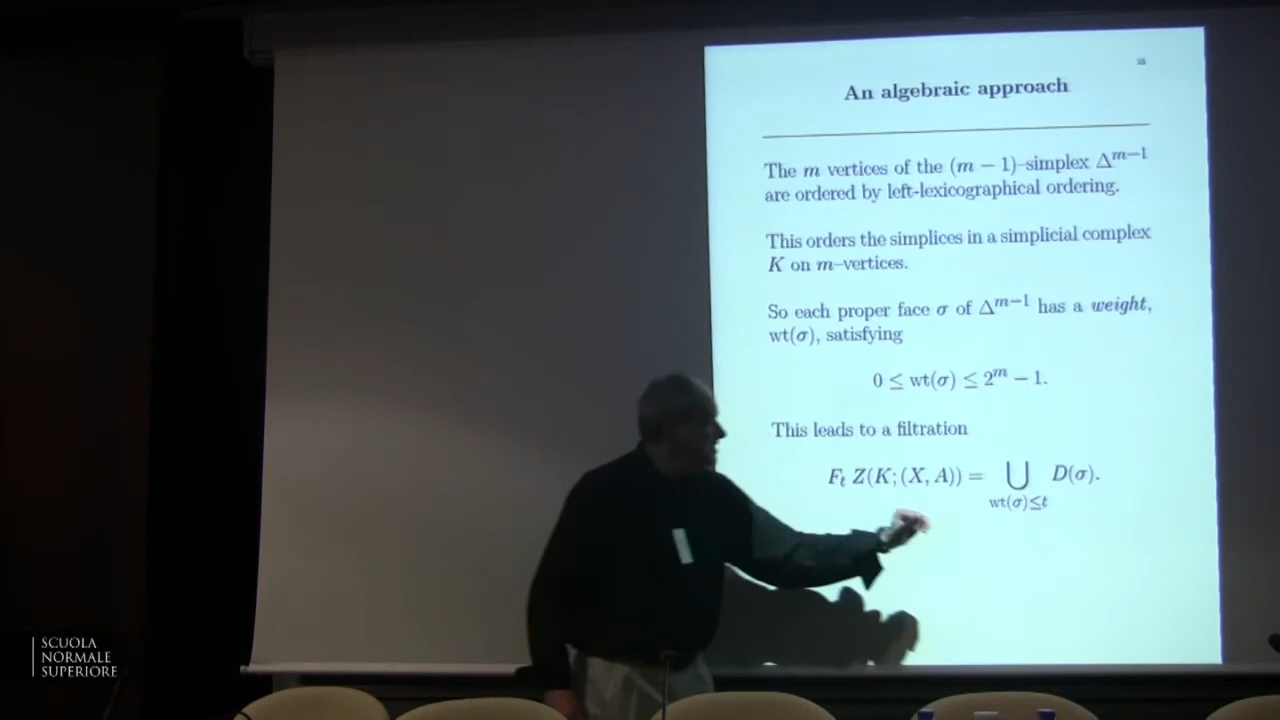 An algebraic approach
The m vertices of the (m − 1)–simplex Δ^{m−1}
are ordered by left-lexicographical ordering.
This orders the simplices in a simplicial complex
K on m–vertices.
So each proper face σ of Δ^{m−1} has a weight,
wt(σ), satisfying
0 ≤ wt(σ) ≤ 2^m − 1.
This leads to a filtration
F_t Z(K; (X, A)) = ⋃_{wt(σ)≤t} D(σ).
SCUOLA
NORMALE
SUPERIORE